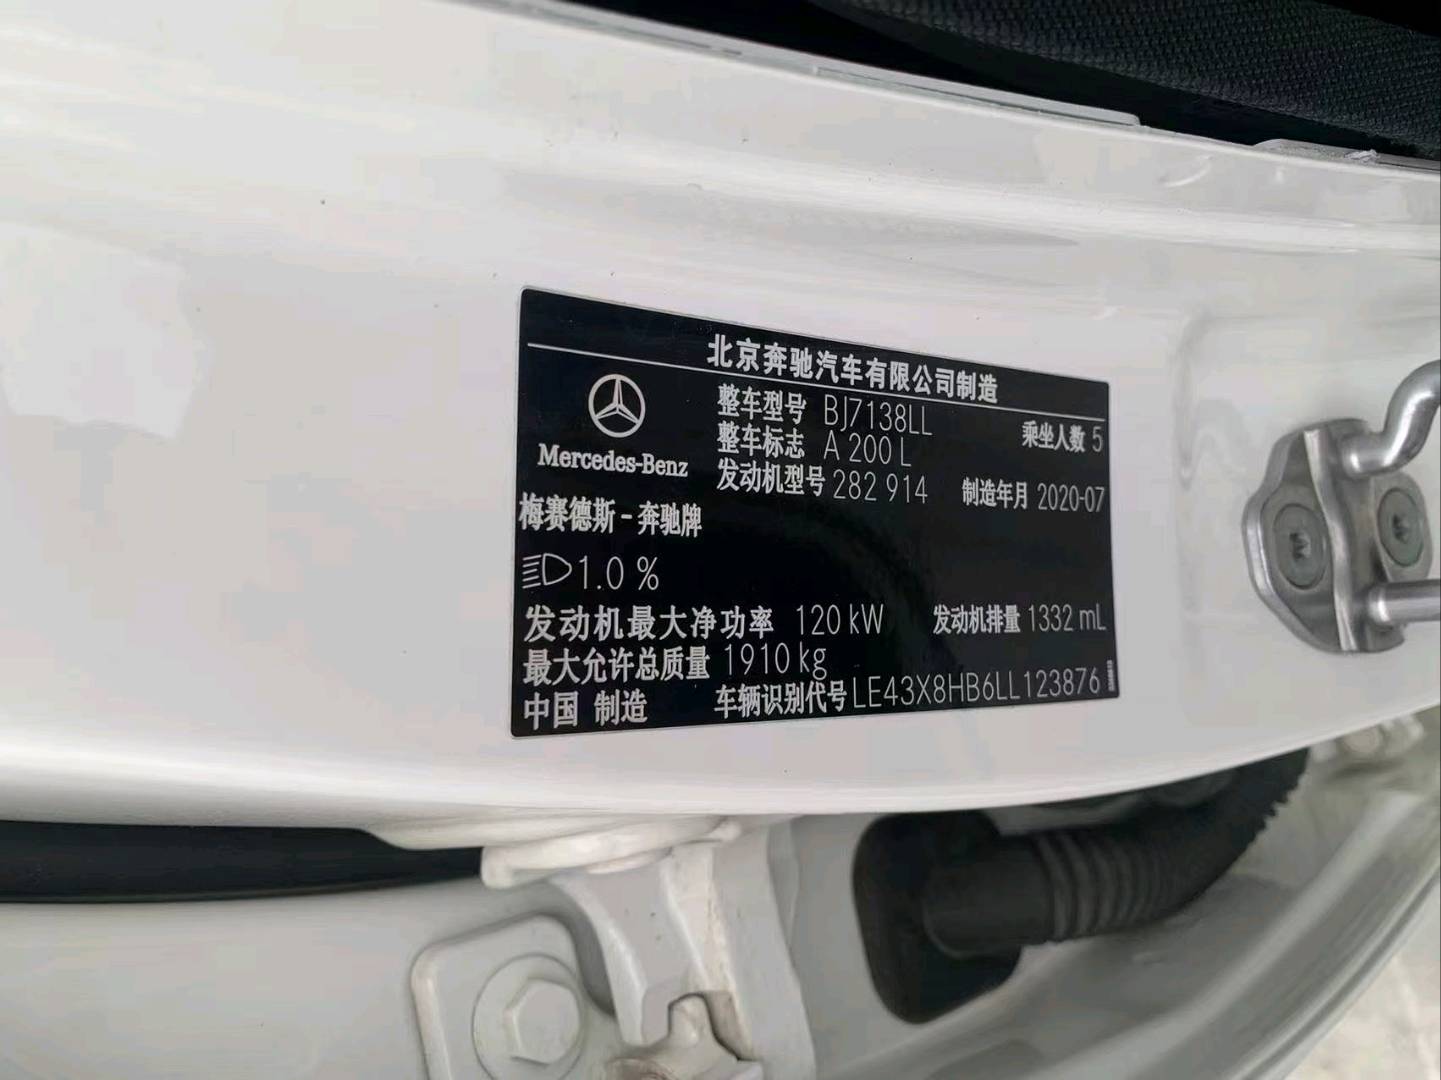 北京奔驰汽车有限公司制造
Mercedes-Benz
整车型号 BJ7138LL 乘坐人数 5
整车标志 A 200 L
发动机型号 282 914 制造年月 2020-07
梅赛德斯-奔驰牌
1.0 %
发动机最大净功率 120 kW 发动机排量 1332 mL
最大允许总质量 1910 kg
中国 制造 车辆识别代号 LE43X8HB6LL123876